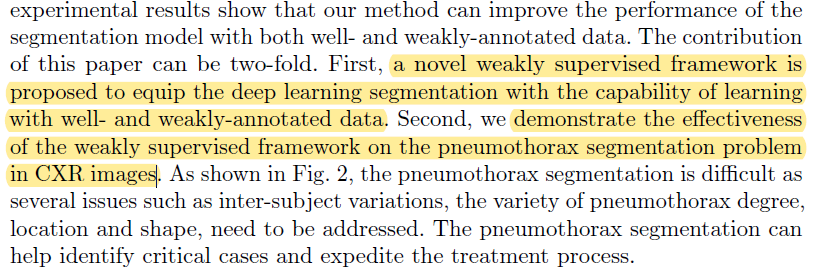 experimental results show that our method can improve the performance of the
segmentation model with both well- and weakly-annotated data. The contribution
of this paper can be two-fold. First, a novel weakly supervised framework is
proposed to equip the deep learning segmentation with the capability of learning
with well- and weakly-annotated data. Second, we demonstrate the effectiveness
of the weakly supervised framework on the pneumothorax segmentation problem
in CXR images. As shown in Fig. 2, the pneumothorax segmentation is difficult as
several issues such as inter-subject variations, the variety of pneumothorax degree,
location and shape, need to be addressed. The pneumothorax segmentation can
help identify critical cases and expedite the treatment process.